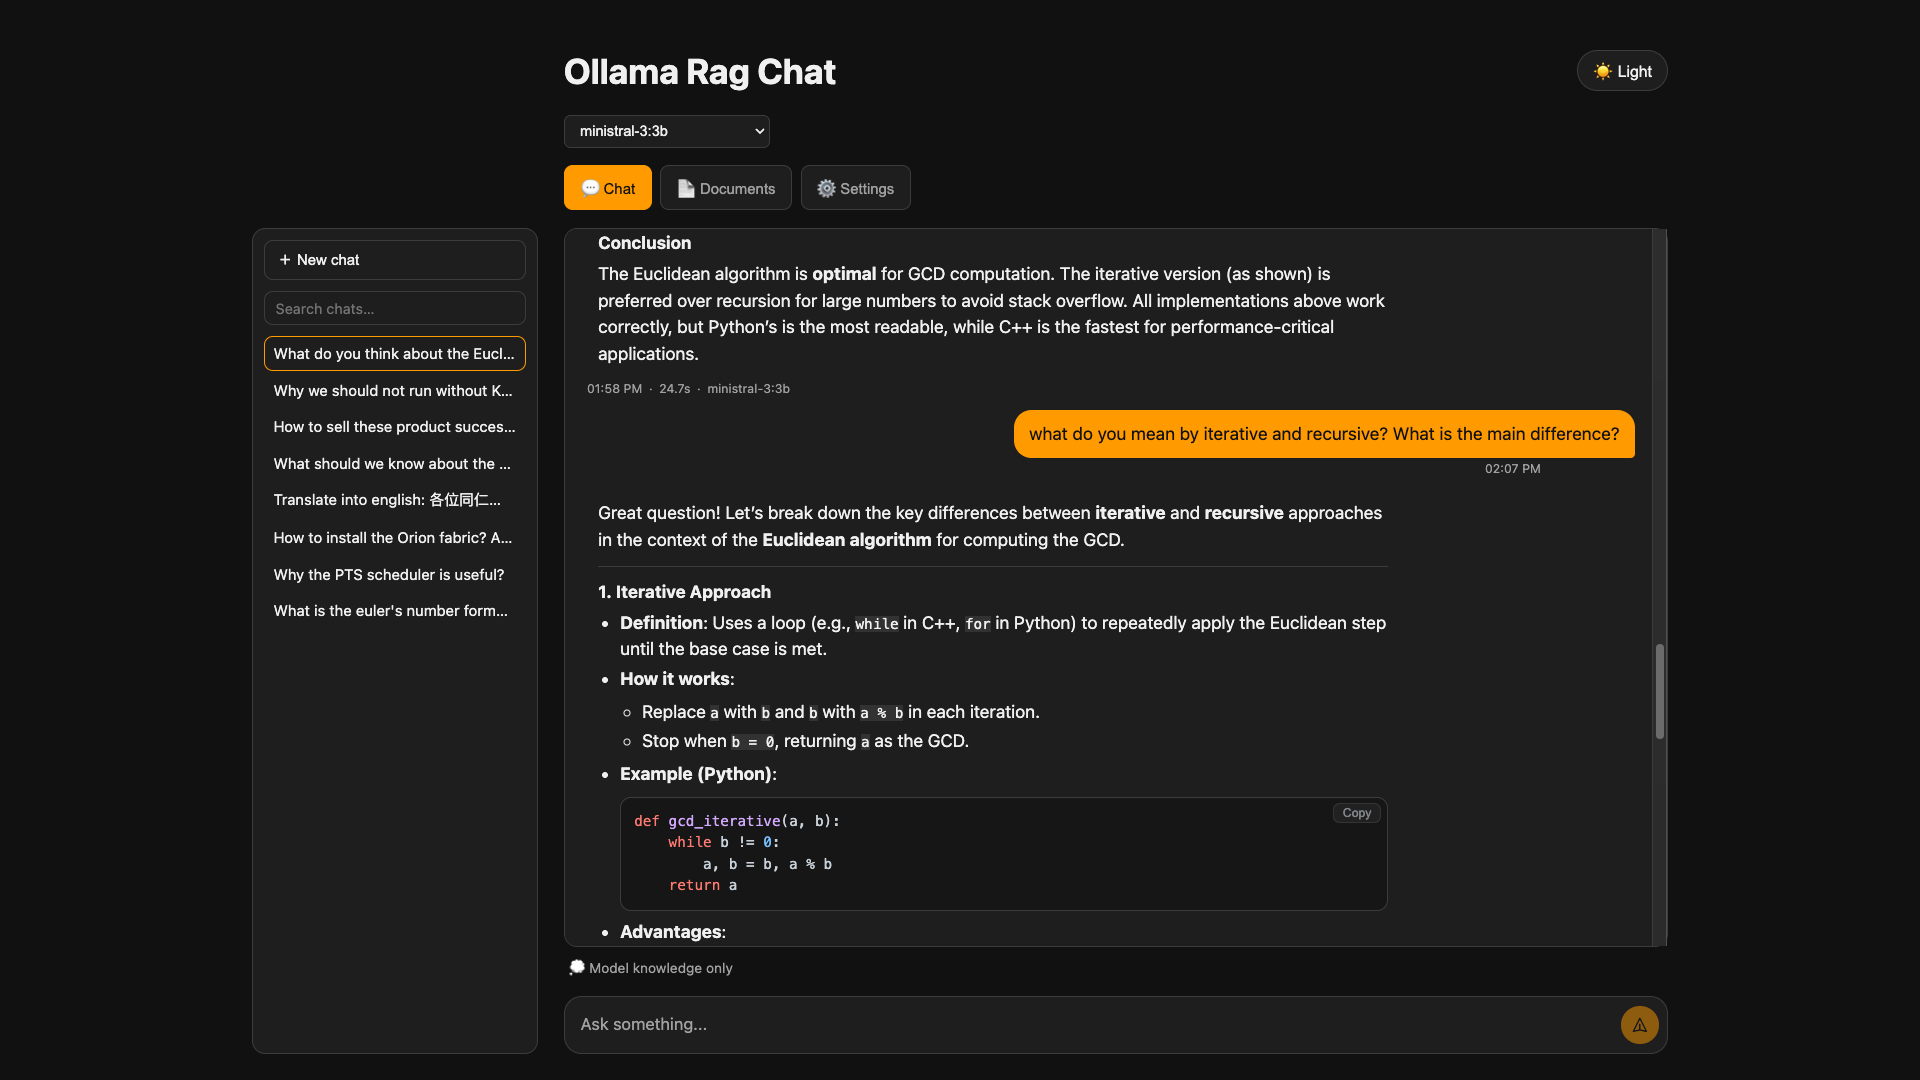 Ollama Rag Chat
☀️ Light
ministral-3:3b
💬 Chat
📄 Documents
⚙️ Settings
+ New chat
Search chats...
What do you think about the Eucl...
Why we should not run without K...
How to sell these product succes...
What should we know about the ...
Translate into english: 各位同仁...
How to install the Orion fabric? A...
Why the PTS scheduler is useful?
What is the euler's number form...
Conclusion
The Euclidean algorithm is optimal for GCD computation. The iterative version (as shown) is
preferred over recursion for large numbers to avoid stack overflow. All implementations above work
correctly, but Python’s is the most readable, while C++ is the fastest for performance-critical
applications.
01:58 PM · 24.7s · ministral-3:3b
what do you mean by iterative and recursive? What is the main difference?
02:07 PM
Great question! Let’s break down the key differences between iterative and recursive approaches
in the context of the Euclidean algorithm for computing the GCD.
1. Iterative Approach
• Definition: Uses a loop (e.g., while in C++, for in Python) to repeatedly apply the Euclidean step
until the base case is met.
• How it works:
◦ Replace a with b and b with a % b in each iteration.
◦ Stop when b = 0, returning a as the GCD.
• Example (Python):
Copy
def gcd_iterative(a, b):
    while b != 0:
        a, b = b, a % b
    return a
• Advantages:
💭 Model knowledge only
Ask something...